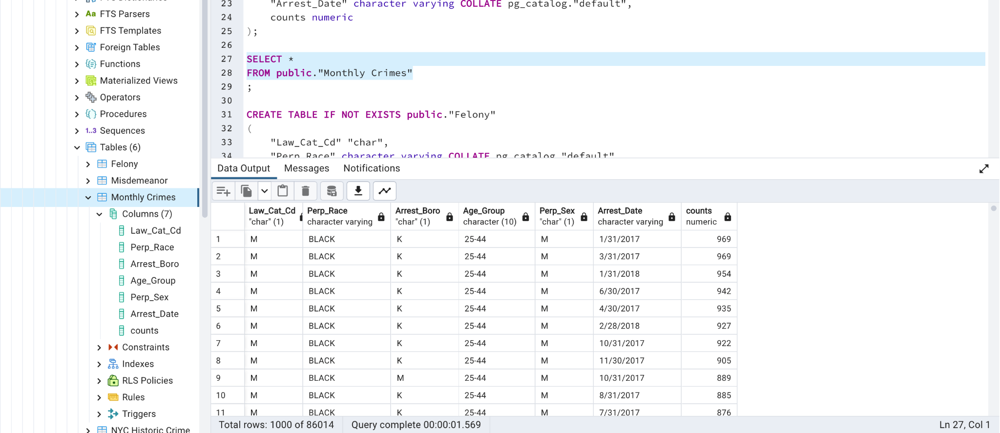 FTS Dictionaries
Aa FTS Parsers
FTS Templates
Foreign Tables
Functions
Materialized Views
Operators
Procedures
1..3 Sequences
Tables (6)
Felony
Misdemeanor
Monthly Crimes
Columns (7)
Law_Cat_Cd
Perp_Race
Arrest_Boro
Age_Group
Perp_Sex
Arrest_Date
counts
Constraints
Indexes
RLS Policies
Rules
Triggers
NYC Historic Crime
23 "Arrest_Date" character varying COLLATE pg_catalog."default",
24 counts numeric
25 );
26
27 SELECT *
28 FROM public."Monthly Crimes"
29 ;
30
31 CREATE TABLE IF NOT EXISTS public."Felony"
32 (
33 "Law_Cat_Cd" "char",
34 "Perp_Race" character varying COLLATE pg_catalog."default"
Data Output Messages Notifications
Law_Cat_Cd Perp_Race Arrest_Boro Age_Group Perp_Sex Arrest_Date counts
"char" (1) character varying "char" (1) character (10) "char" (1) character varying numeric
1 M BLACK K 25-44 M 1/31/2017 969
2 M BLACK K 25-44 M 3/31/2017 969
3 M BLACK K 25-44 M 1/31/2018 954
4 M BLACK K 25-44 M 6/30/2017 942
5 M BLACK K 25-44 M 4/30/2017 935
6 M BLACK K 25-44 M 2/28/2018 927
7 M BLACK K 25-44 M 10/31/2017 922
8 M BLACK K 25-44 M 11/30/2017 905
9 M BLACK M 25-44 M 10/31/2017 889
10 M BLACK K 25-44 M 8/31/2017 885
11 M BLACK K 25-44 M 7/31/2017 876
Total rows: 1000 of 86014 Query complete 00:00:01.569 Ln 27, Col 1